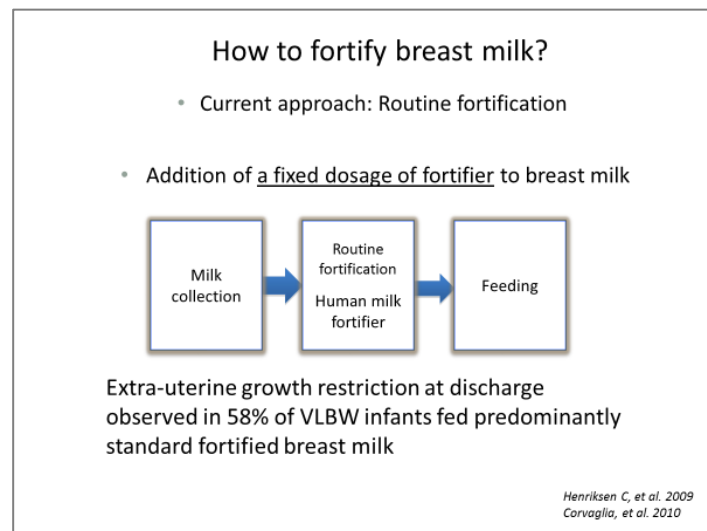 How to fortify breast milk?
• Current approach: Routine fortification
• Addition of a fixed dosage of fortifier to breast milk
Milk
collection
Routine
fortification
Human milk
fortifier
Feeding
Extra-uterine growth restriction at discharge
observed in 58% of VLBW infants fed predominantly
standard fortified breast milk
Henriksen C, et al. 2009
Corvaglia, et al. 2010